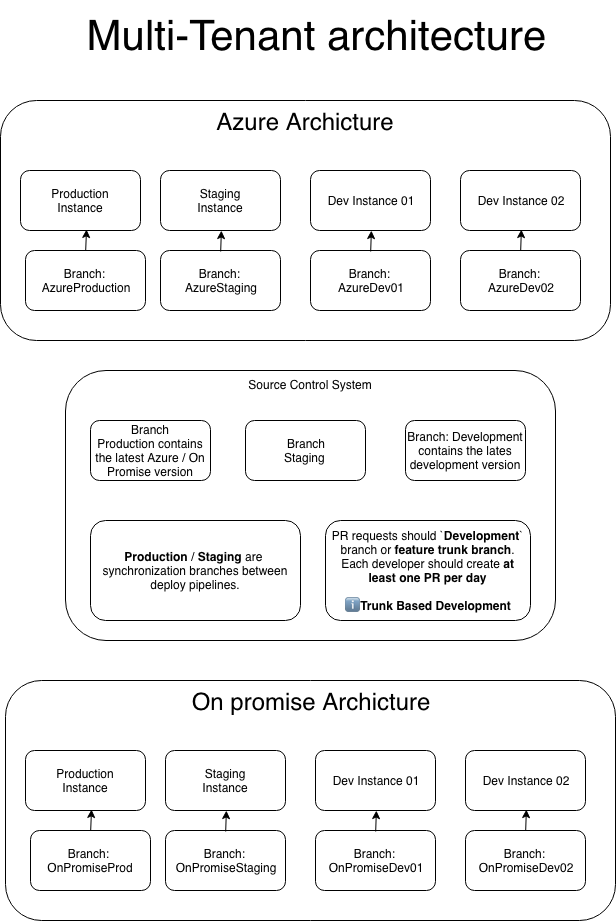 Multi-Tenant architecture
Azure Archicture
Production
Instance
Staging
Instance
Dev Instance 01
Dev Instance 02
Branch:
AzureProduction
Branch:
AzureStaging
Branch:
AzureDev01
Branch:
AzureDev02
Source Control System
Branch
Production contains
the latest Azure / On
Promise version
Branch
Staging
Branch: Development
contains the lates
development version
Production / Staging are
synchronization branches between
deploy pipelines.
PR requests should `Development`
branch or feature trunk branch.
Each developer should create at
least one PR per day
ℹ️Trunk Based Development
On promise Archicture
Production
Instance
Staging
Instance
Dev Instance 01
Dev Instance 02
Branch:
OnPromiseProd
Branch:
OnPromiseStaging
Branch:
OnPromiseDev01
Branch:
OnPromiseDev02